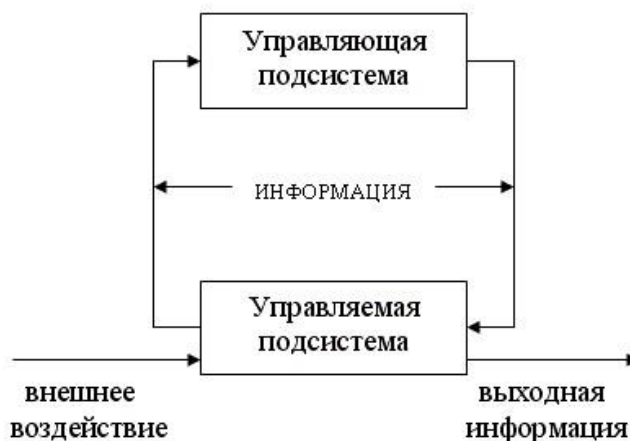 Управляющая
подсистема
ИНФОРМАЦИЯ
Управляемая
подсистема
внешнее
воздействие
выходная
информация